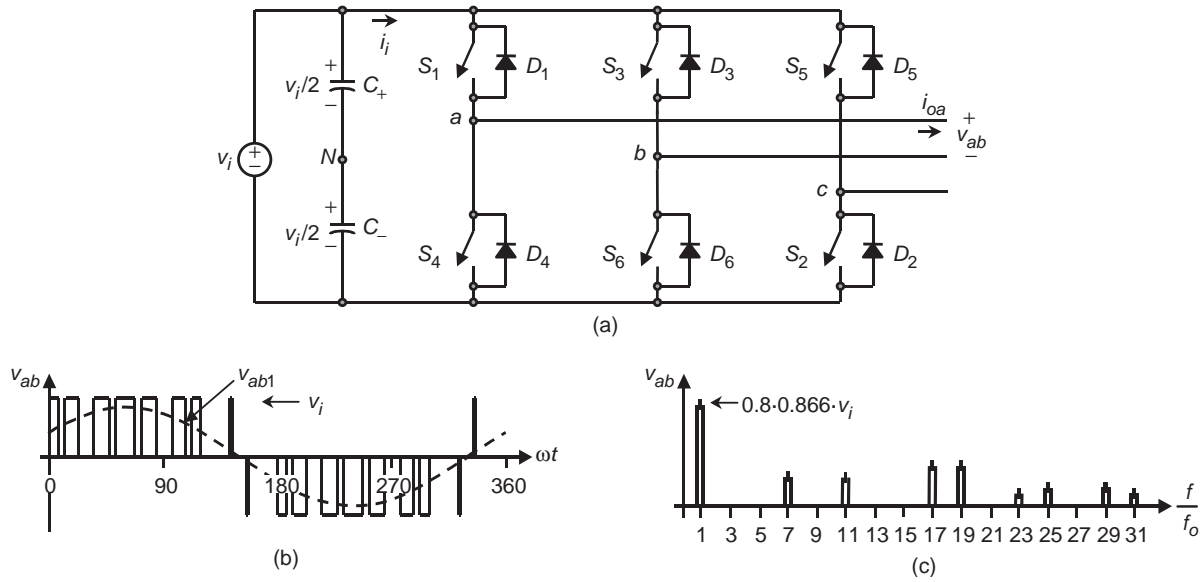 i_i
S_1 D_1 S_3 D_3 S_5 D_5
+
v_i/2 C_+
−
i_oa
a +
v_ab
−
b
v_i + −
N
c
+
v_i/2 C_−
−
S_4 D_4 S_6 D_6 S_2 D_2
(a)
v_ab v_ab1 v_i
0 90 180 270 360 ωt
(b)
v_ab 0.8·0.866·v_i
1 3 5 7 9 11 13 15 17 19 21 23 25 27 29 31
f
f_o
(c)